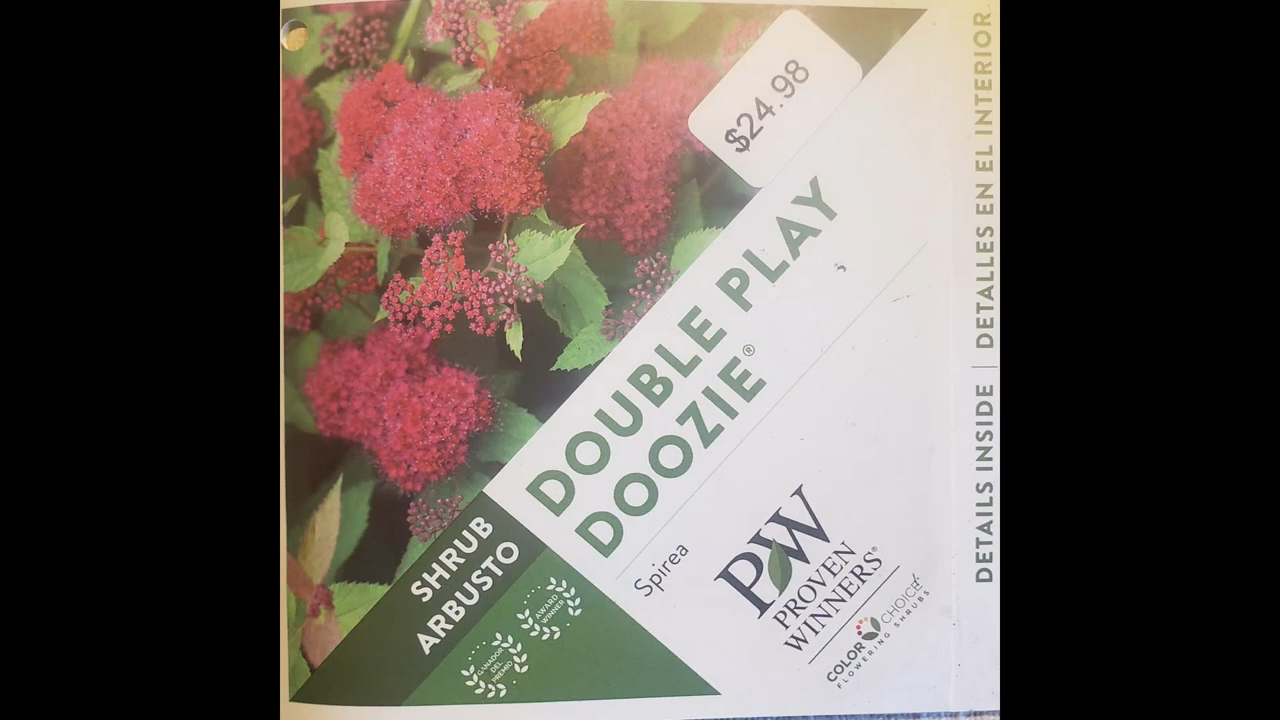 $24.98
DOUBLE PLAY
DOOZIE®
Spirea
SHRUB
ARBUSTO
AWARD
WINNER
GANADOR
DEL
PREMIO
PW
PROVEN
WINNERS®
COLOR CHOICE
FLOWERING SHRUBS
DETAILS INSIDE | DETALLES EN EL INTERIOR